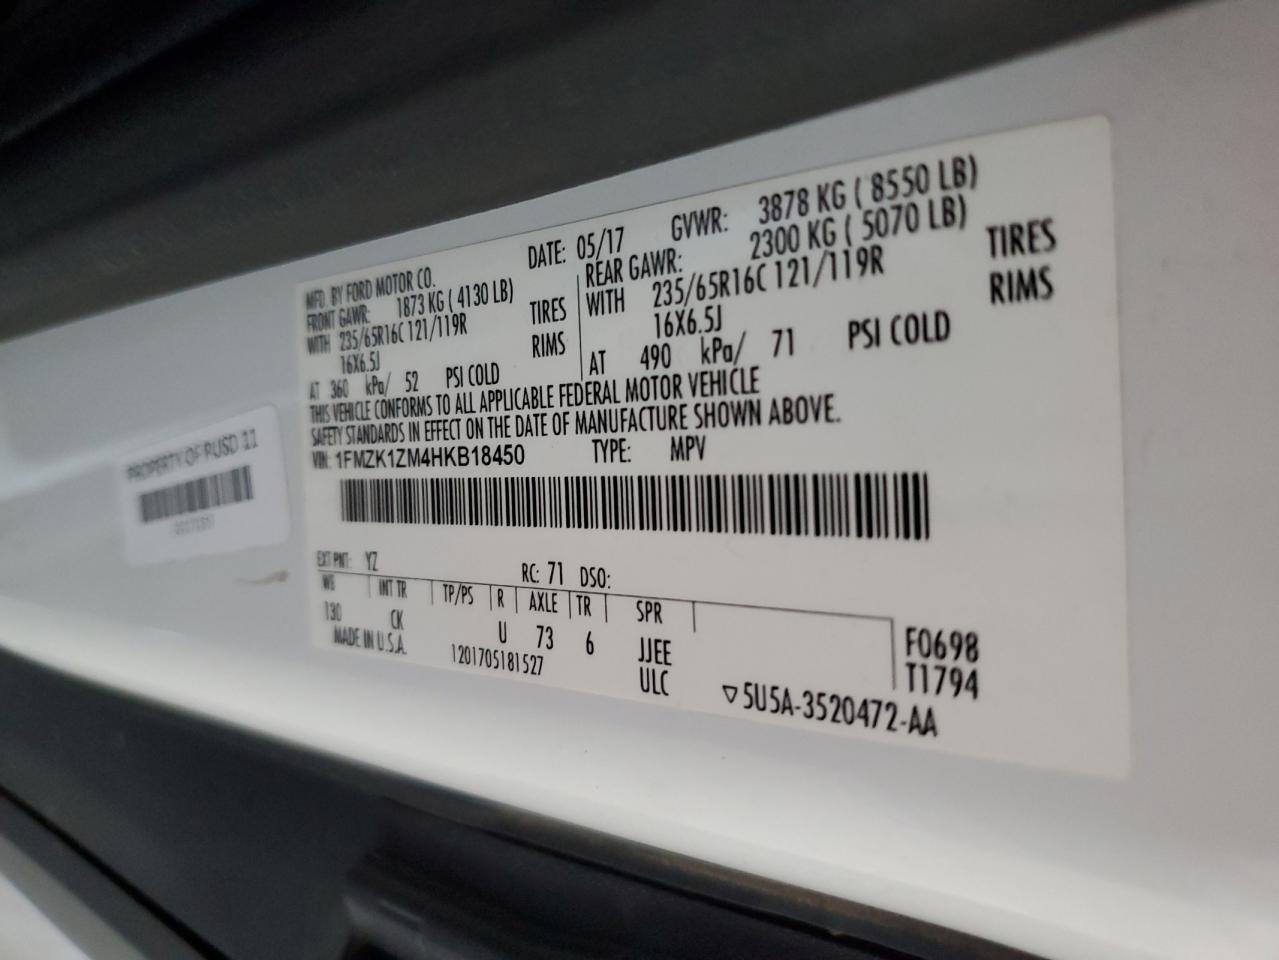 MFD. BY FORD MOTOR CO. DATE: 05/17 GVWR: 3878 KG ( 8550 LB)
FRONT GAWR: 1873 KG ( 4130 LB) REAR GAWR: 2300 KG ( 5070 LB)
WITH 235/65R16C 121/119R TIRES WITH 235/65R16C 121/119R TIRES
16X6.5J RIMS 16X6.5J RIMS
AT 360 kPa/ 52 PSI COLD AT 490 kPa/ 71 PSI COLD
THIS VEHICLE CONFORMS TO ALL APPLICABLE FEDERAL MOTOR VEHICLE
SAFETY STANDARDS IN EFFECT ON THE DATE OF MANUFACTURE SHOWN ABOVE.
VIN: 1FMZK1ZM4HKB18450 TYPE: MPV
EXT PNT: YZ RC: 71 DSO:
WB INT TR TP/PS R AXLE TR SPR
130 CK U 73 6 JJEE F0698
MADE IN U.S.A. 1201705181527 ULC T1794
▽5U5A-3520472-AA
PROPERTY OF PUSD 11